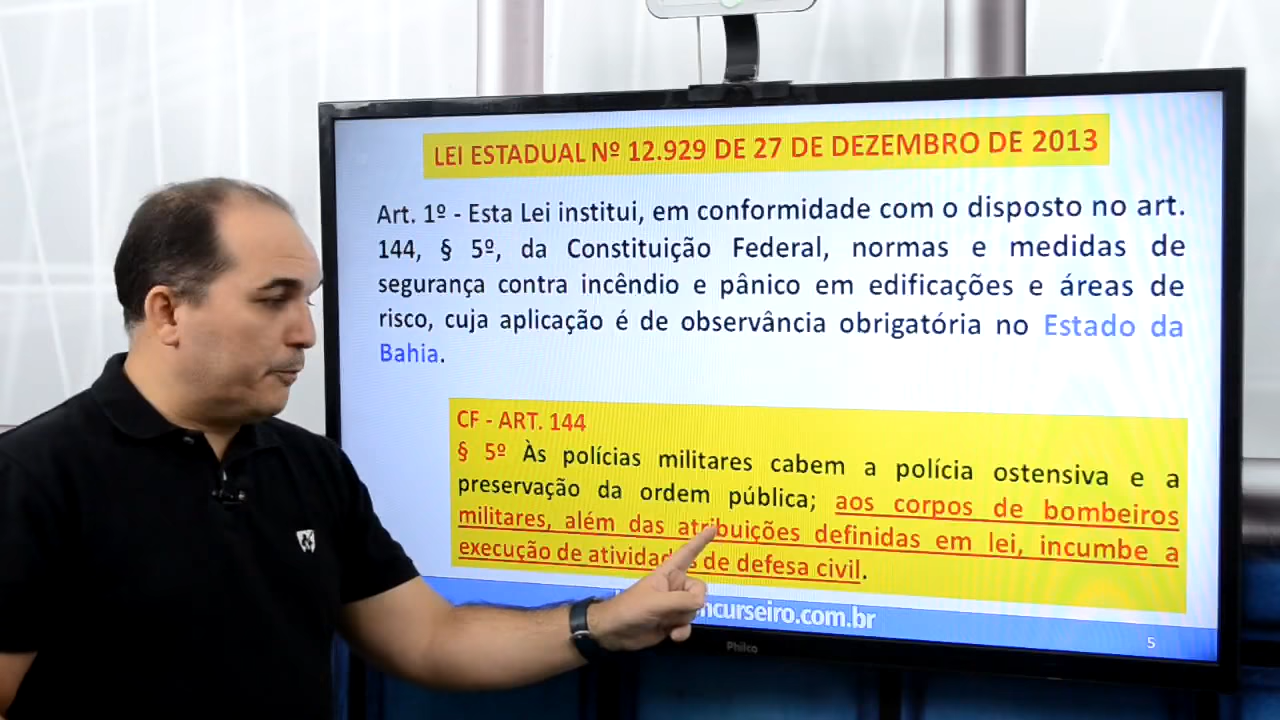 LEI ESTADUAL Nº 12.929 DE 27 DE DEZEMBRO DE 2013
Art. 1º - Esta Lei institui, em conformidade com o disposto no art.
144, § 5º, da Constituição Federal, normas e medidas de
segurança contra incêndio e pânico em edificações e áreas de
risco, cuja aplicação é de observância obrigatória no Estado da
Bahia.
CF - ART. 144
§ 5º Às polícias militares cabem a polícia ostensiva e a
preservação da ordem pública; aos corpos de bombeiros
militares, além das atribuições definidas em lei, incumbe a
execução de atividades de defesa civil.
ncurseiro.com.br
5
Philco